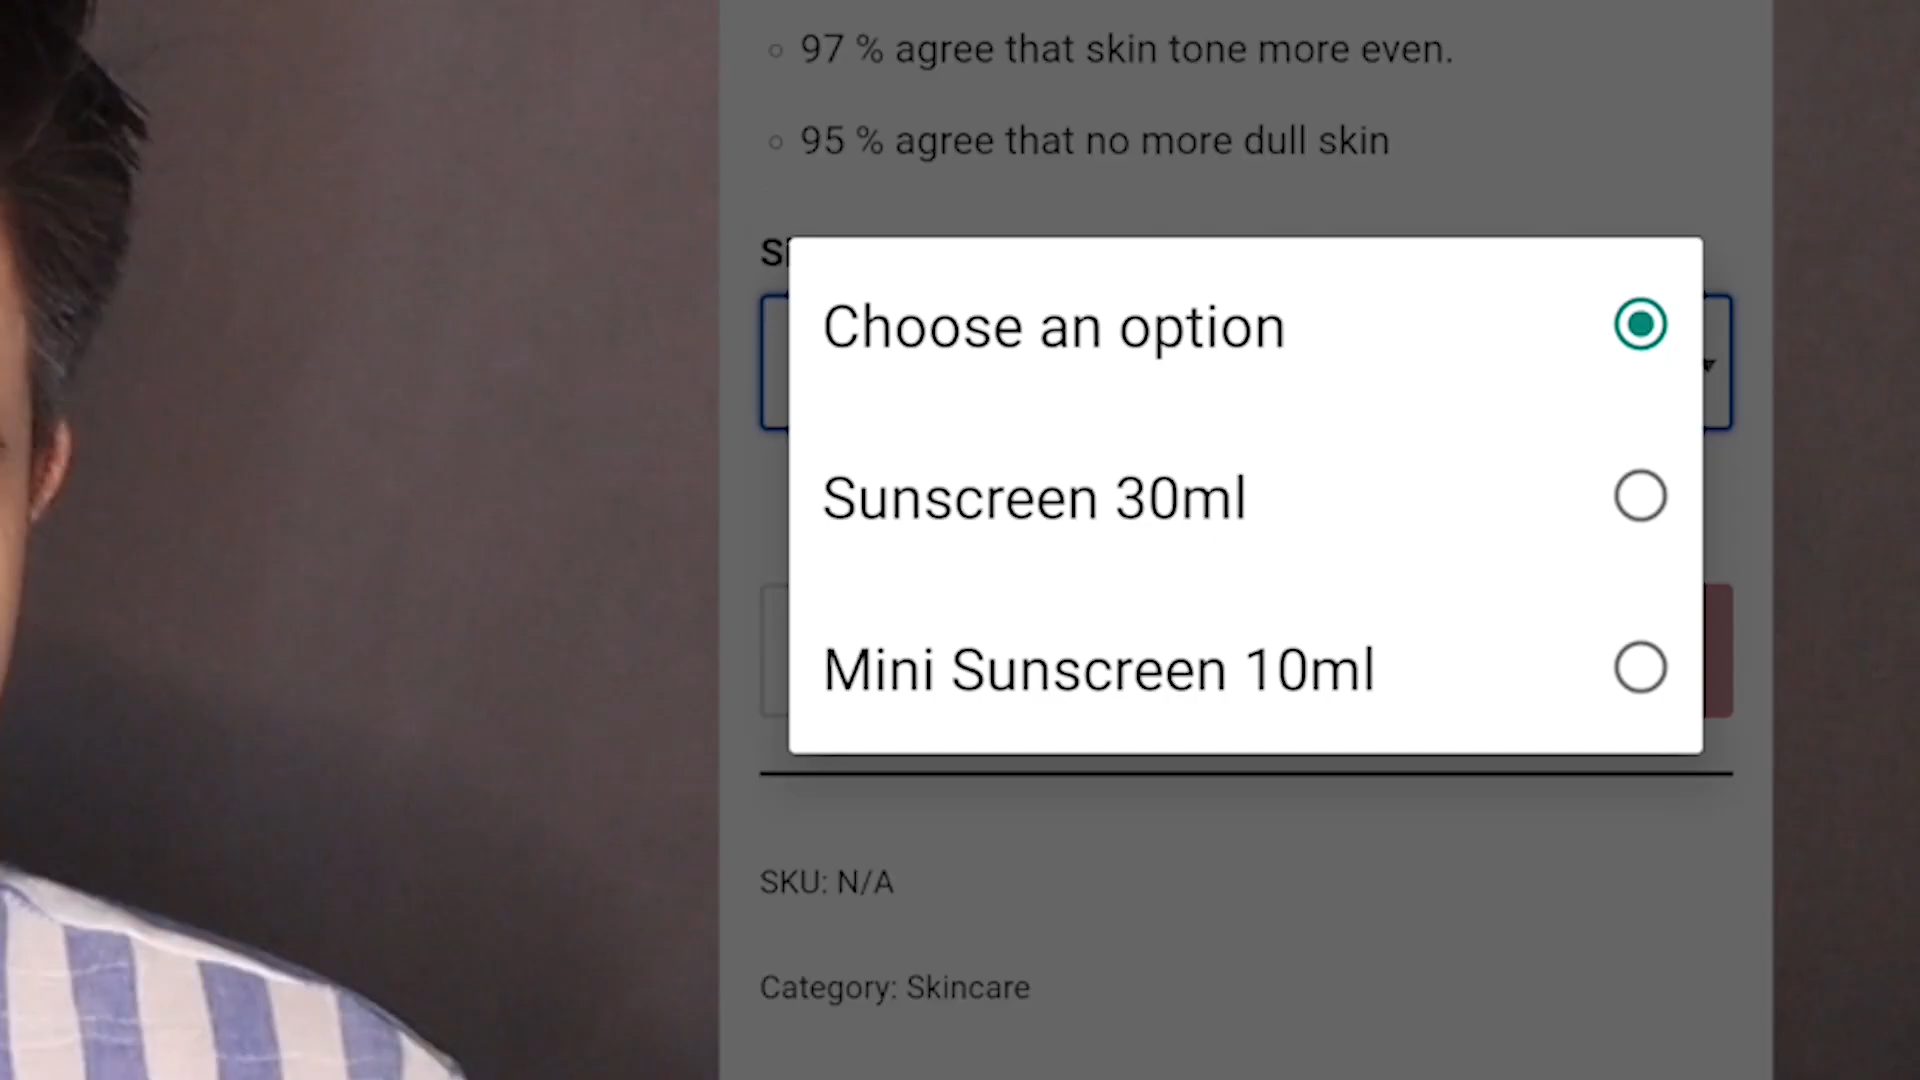 97 % agree that skin tone more even.
95 % agree that no more dull skin
Choose an option
Sunscreen 30ml
Mini Sunscreen 10ml
SKU: N/A
Category: Skincare